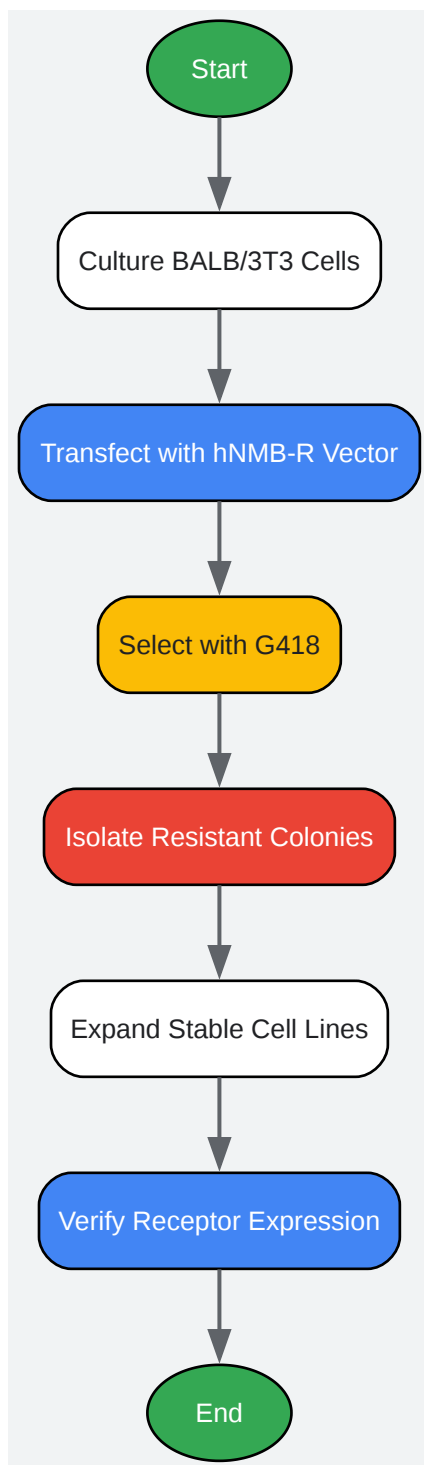 Start
Culture BALB/3T3 Cells
Transfect with hNMB-R Vector
Select with G418
Isolate Resistant Colonies
Expand Stable Cell Lines
Verify Receptor Expression
End